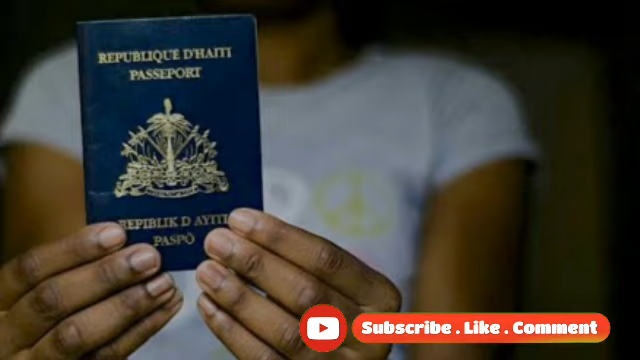 REPUBLIQUE D'HAITI
PASSEPORT
REPIBLIK D AYITI
PASPÒ
Subscribe . Like . Comment